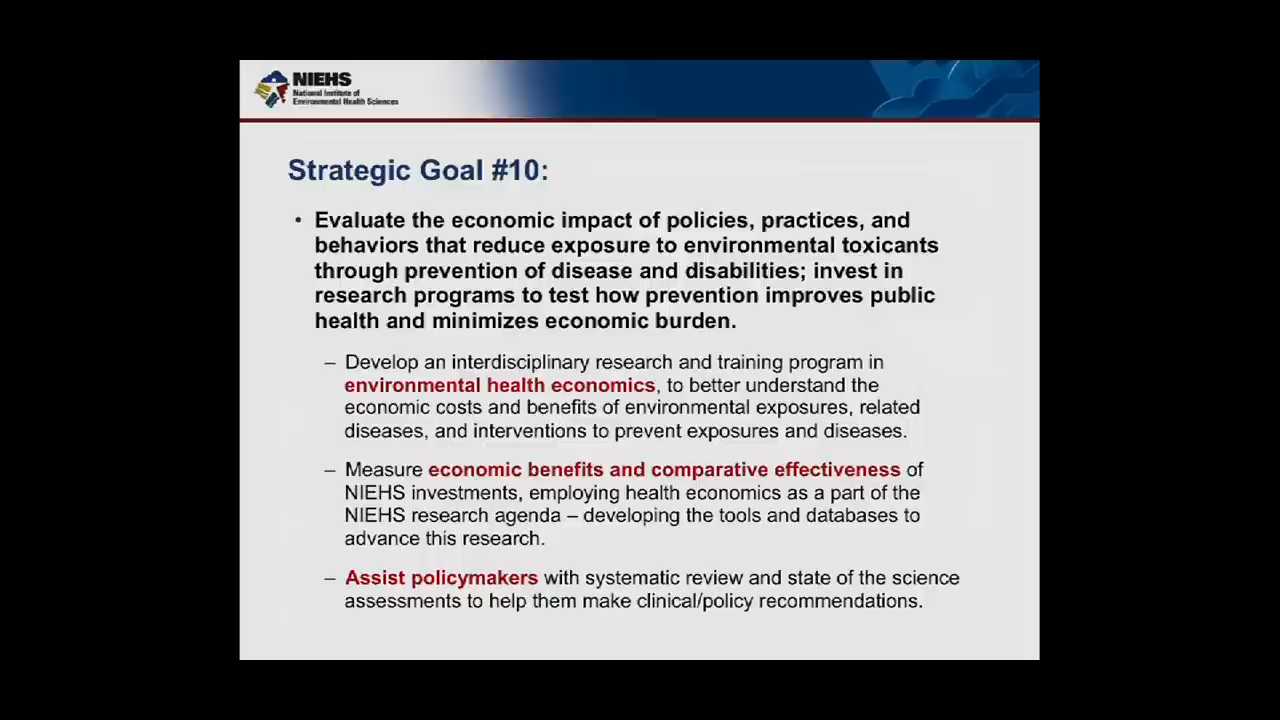 NIEHS
National Institute of
Environmental Health Sciences
Strategic Goal #10:
• Evaluate the economic impact of policies, practices, and
behaviors that reduce exposure to environmental toxicants
through prevention of disease and disabilities; invest in
research programs to test how prevention improves public
health and minimizes economic burden.
– Develop an interdisciplinary research and training program in
environmental health economics, to better understand the
economic costs and benefits of environmental exposures, related
diseases, and interventions to prevent exposures and diseases.
– Measure economic benefits and comparative effectiveness of
NIEHS investments, employing health economics as a part of the
NIEHS research agenda – developing the tools and databases to
advance this research.
– Assist policymakers with systematic review and state of the science
assessments to help them make clinical/policy recommendations.